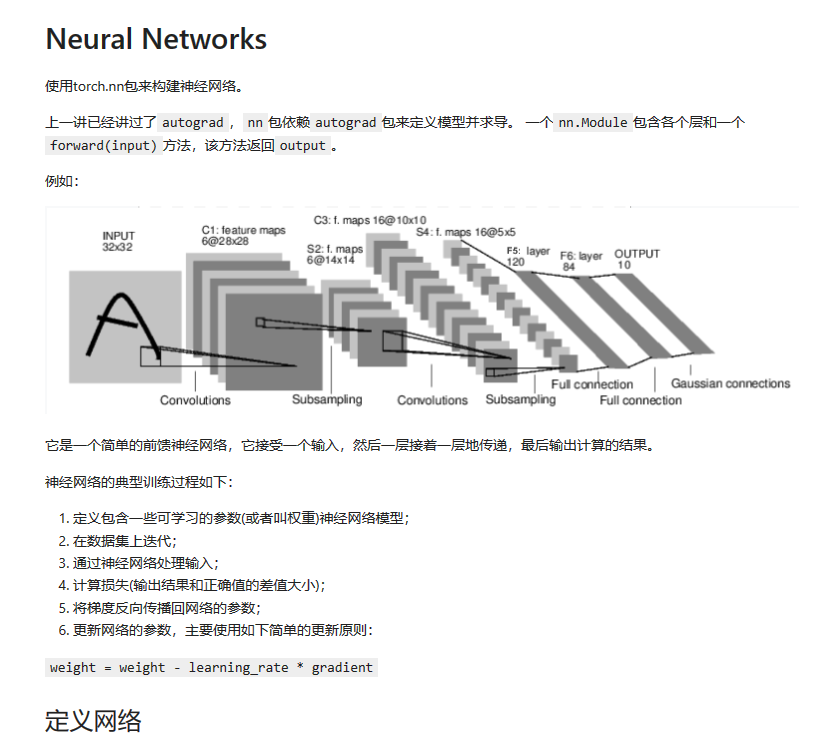 Neural Networks
使用torch.nn包来构建神经网络。
上一讲已经讲过了 autograd ，nn 包依赖 autograd 包来定义模型并求导。 一个 nn.Module 包含各个层和一个
forward(input) 方法，该方法返回 output 。
例如：
INPUT
32x32
C1: feature maps
6@28x28
S2: f. maps
6@14x14
C3: f. maps 16@10x10
S4: f. maps 16@5x5
F5: layer
120
F6: layer
84
OUTPUT
10
Convolutions
Subsampling
Convolutions
Subsampling
Full connection
Full connection
Gaussian connections
它是一个简单的前馈神经网络，它接受一个输入，然后一层接着一层地传递，最后输出计算的结果。
神经网络的典型训练过程如下：
1. 定义包含一些可学习的参数(或者叫权重)神经网络模型；
2. 在数据集上迭代；
3. 通过神经网络处理输入；
4. 计算损失(输出结果和正确值的差值大小)；
5. 将梯度反向传播回网络的参数；
6. 更新网络的参数，主要使用如下简单的更新原则：
weight = weight - learning_rate * gradient
定义网络